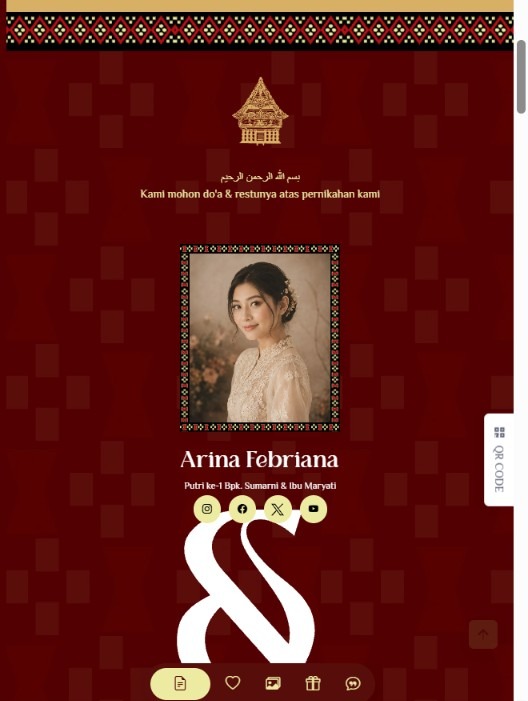 بسم الله الرحمن الرحيم
Kami mohon do'a & restunya atas pernikahan kami
Arina Febriana
Putri ke-1 Bpk. Sumarni & Ibu Maryati
&
QR CODE